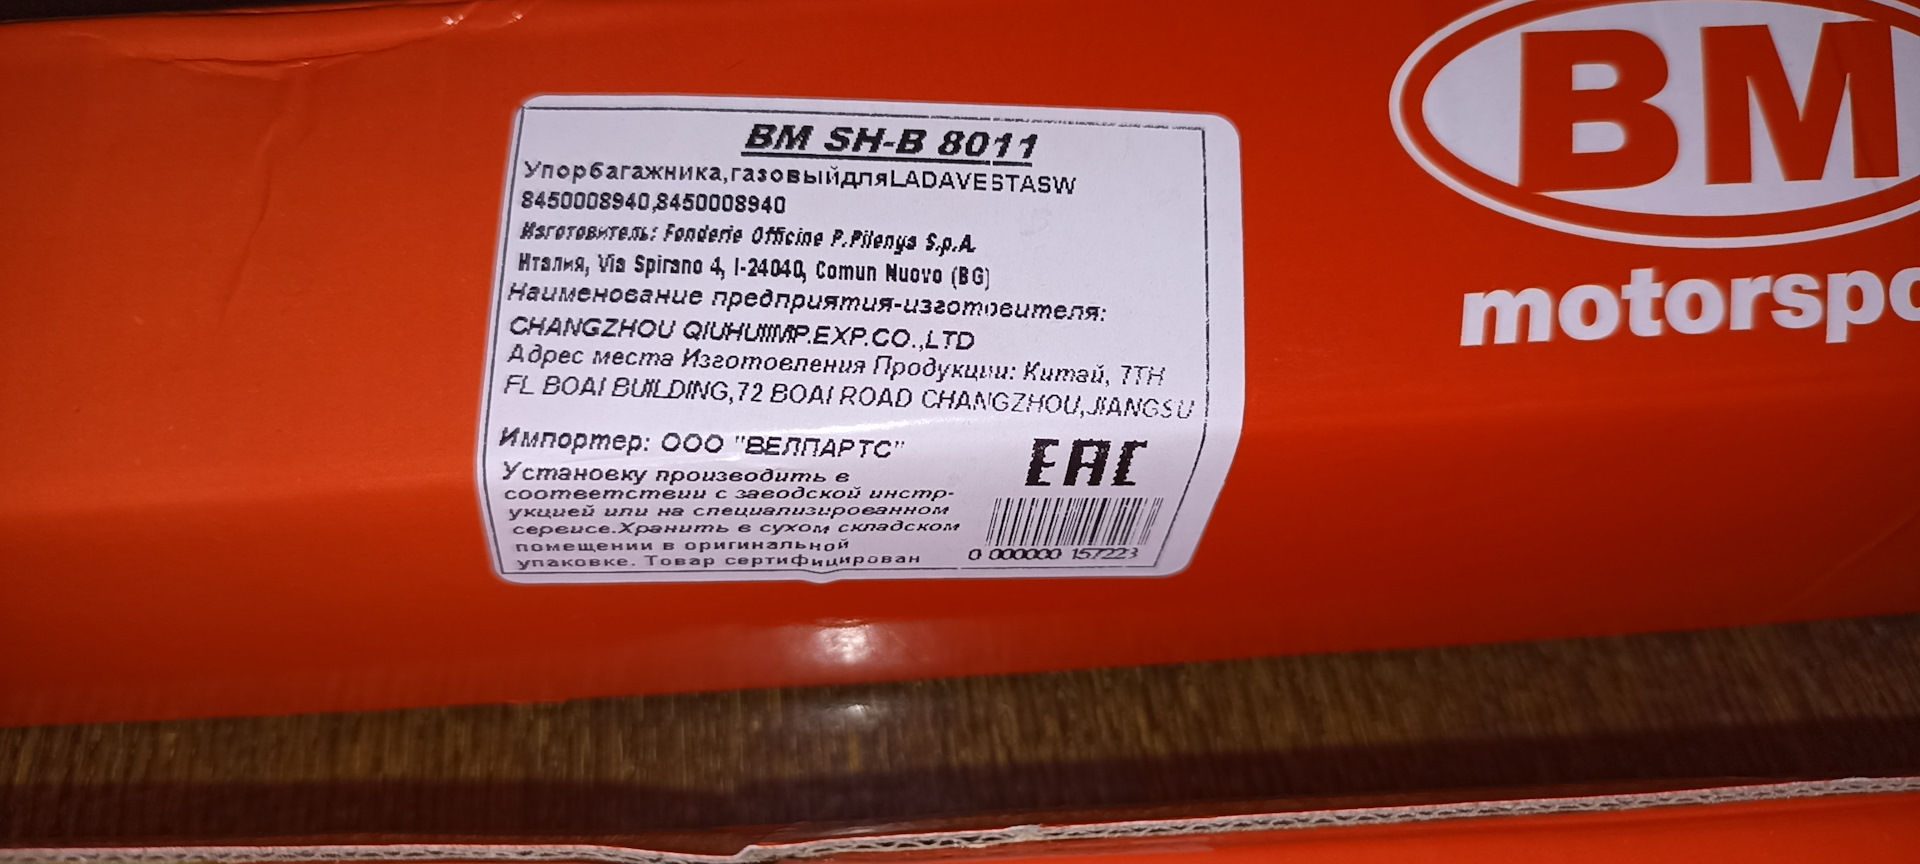 BM
motorspo
BM SH-B 8011
Упорбагажника,газовыйдляLADAVESTASW
8450008940,8450008940
Изготовитель: Fonderie Officine P.Pilenga S.p.A.
Италия, Via Spirano 4, I-24040, Comun Nuovo (BG)
Наименование предприятия-изготовителя:
CHANGZHOU QIUHUIIMP.EXP.CO.,LTD
Адрес места Изготовления Продукции: Китай, 7TH
FL BOAI BUILDING,72 BOAI ROAD CHANGZHOU,JIANGSU
Импортер: ООО "ВЕЛПАРТС"
Установку производить в
соответствии с заводской инстр-
укцией или на специализированном
сервисе.Хранить в сухом складском
помещении в оригинальной
упаковке. Товар сертифицирован
EAC
0 000000 157223